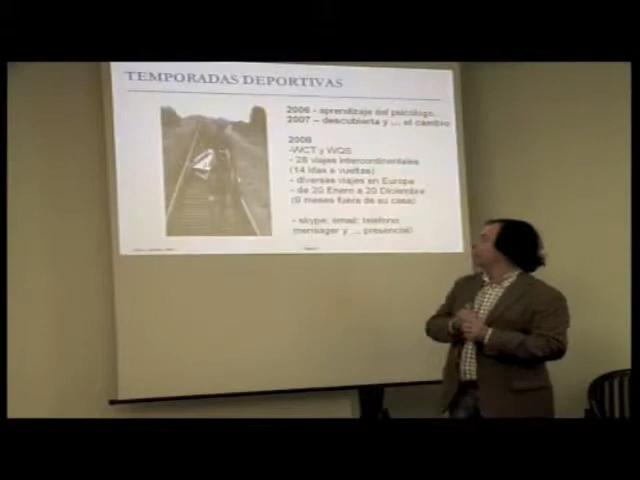 TEMPORADAS DEPORTIVAS
2006 - aprendizaje del psicólogo.
2007 – descubierta y ... el cambio
2008
-WCT y WQS
- 28 viajes intercontinentales
(14 idas a vueltas)
- diversas viajes en Europa
- de 20 Enero a 20 Diciembre
(9 meses fuera de su casa)
- skype; email; teléfono;
mensager y ... presencial)